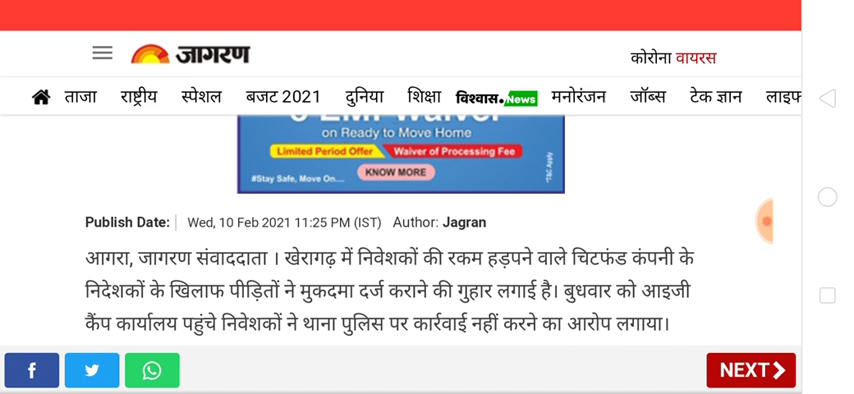 जागरण
कोरोना वायरस
ताजा राष्ट्रीय स्पेशल बजट 2021 दुनिया शिक्षा विश्वास.News मनोरंजन जॉब्स टेक ज्ञान लाइफ
on Ready to Move Home
Limited Period Offer Waiver of Processing Fee
KNOW MORE
#Stay Safe, Move On....
*T&C Apply
Publish Date: Wed, 10 Feb 2021 11:25 PM (IST) Author: Jagran
आगरा, जागरण संवाददाता । खेरागढ़ में निवेशकों की रकम हड़पने वाले चिटफंड कंपनी के
निदेशकों के खिलाफ पीड़ितों ने मुकदमा दर्ज कराने की गुहार लगाई है। बुधवार को आइजी
कैंप कार्यालय पहुंचे निवेशकों ने थाना पुलिस पर कार्रवाई नहीं करने का आरोप लगाया।
f
NEXT